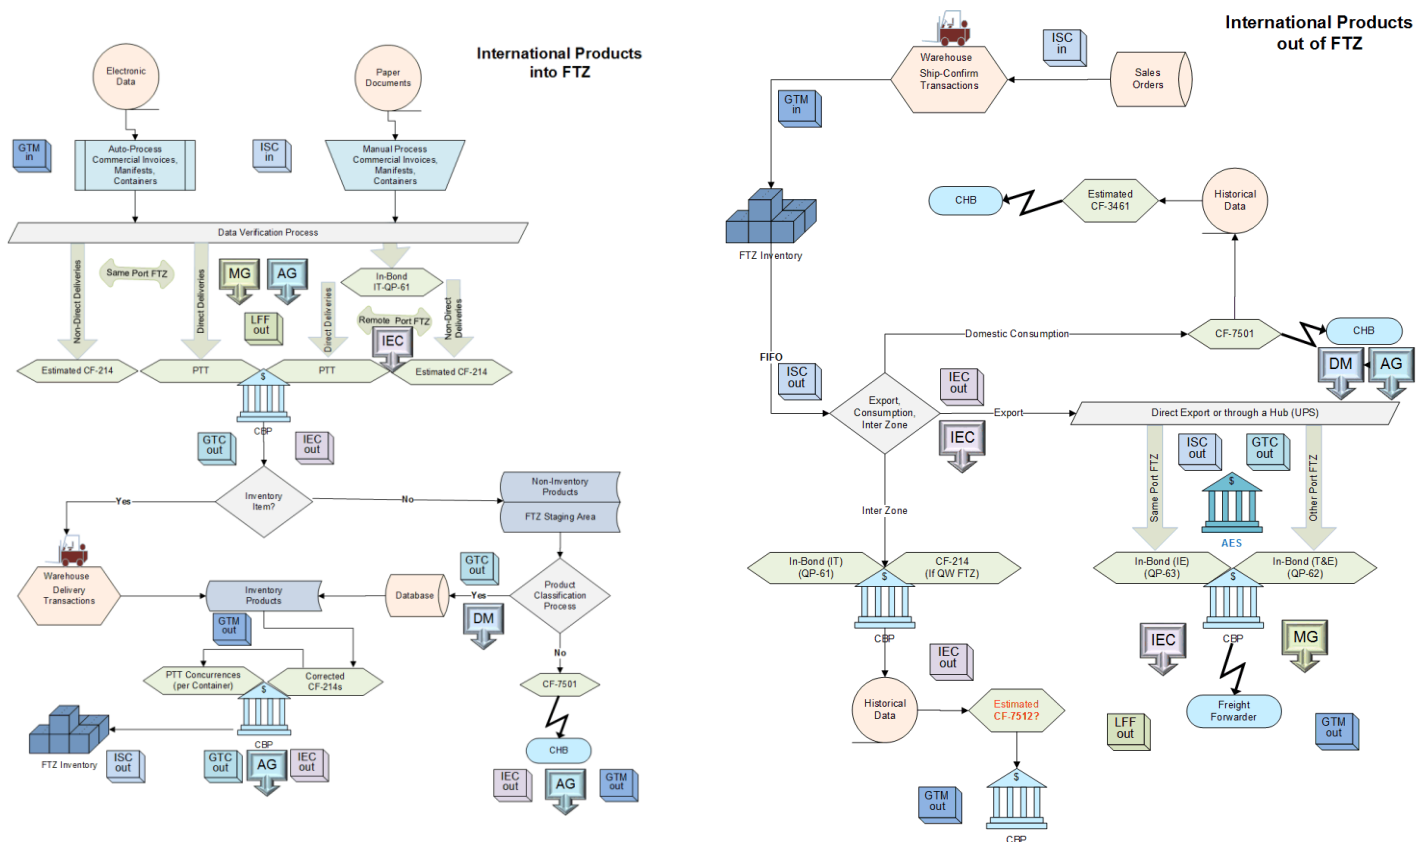 International Products
into FTZ
Electronic
Data
Paper
Documents
GTM
in
Auto-Process
Commercial Invoices,
Manifests,
Containers
ISC
in
Manual Process
Commercial Invoices,
Manifests,
Containers
Data Verification Process
Non-Direct Deliveries
Same Port FTZ
Direct Deliveries
MG
AG
In-Bond
IT-QP-61
LFF
out
Direct Deliveries
Remote Port FTZ
Non-Direct
Deliveries
IEC
Estimated CF-214
PTT
$
PTT
Estimated CF-214
CBP
GTC
out
IEC
out
Inventory
Item?
Yes
No
Non-Inventory
Products
FTZ Staging Area
Warehouse
Delivery
Transactions
Inventory
Products
Database
GTC
out
Yes
DM
Product
Classification
Process
No
GTM
out
PTT Concurrences
(per Container)
$
Corrected
CF-214s
CBP
CF-7501
FTZ Inventory
ISC
out
GTC
out
AG
IEC
out
CHB
IEC
out
AG
GTM
out
International Products
out of FTZ
Warehouse
Ship-Confirm
Transactions
ISC
in
Sales
Orders
GTM
in
FTZ Inventory
CHB
Estimated
CF-3461
Historical
Data
Domestic Consumption
CF-7501
CHB
DM
AG
FIFO
ISC
out
Export,
Consumption,
Inter Zone
IEC
out
Export
IEC
Direct Export or through a Hub (UPS)
Same Port FTZ
ISC
out
GTC
out
Other Port FTZ
$
AES
Inter Zone
In-Bond (IT)
(QP-61)
CF-214
(If QW FTZ)
$
CBP
In-Bond (IE)
(QP-63)
In-Bond (T&E)
(QP-62)
$
CBP
IEC
MG
IEC
out
Historical
Data
Estimated
CF-7512?
Freight
Forwarder
LFF
out
GTM
out
GTM
out
$
CBP